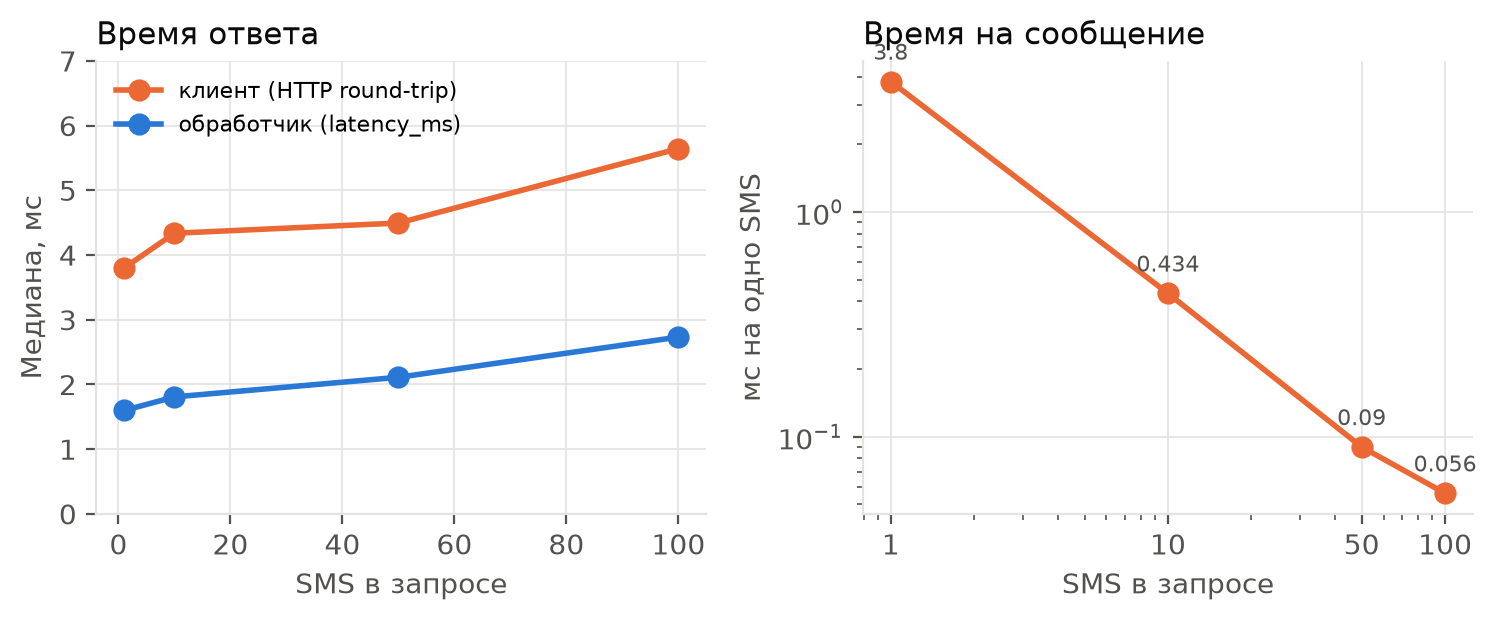 Время ответа
7
6
5
4
3
2
1
0
Медиана, мс
клиент (HTTP round-trip)
обработчик (latency_ms)
0 20 40 60 80 100
SMS в запросе
Время на сообщение
3.8
0.434
0.09
0.056
10⁰
10⁻¹
мс на одно SMS
1 10 50 100
SMS в запросе